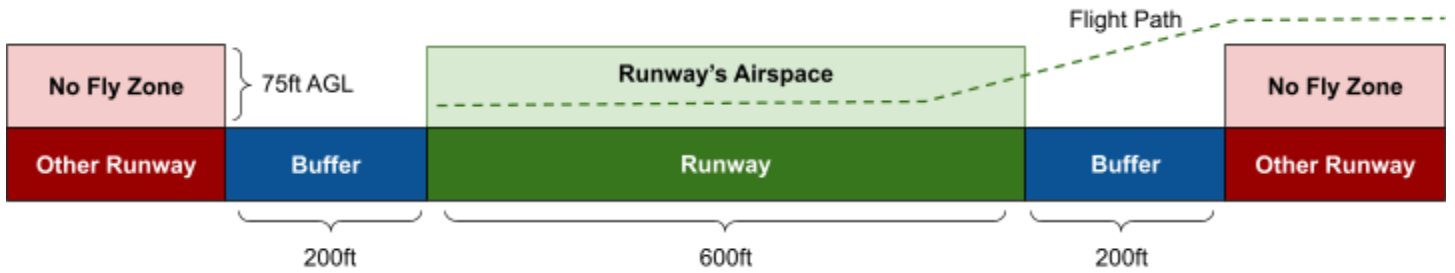 Flight Path
No Fly Zone
75ft AGL
Runway's Airspace
No Fly Zone
Other Runway
Buffer
Runway
Buffer
Other Runway
200ft
600ft
200ft